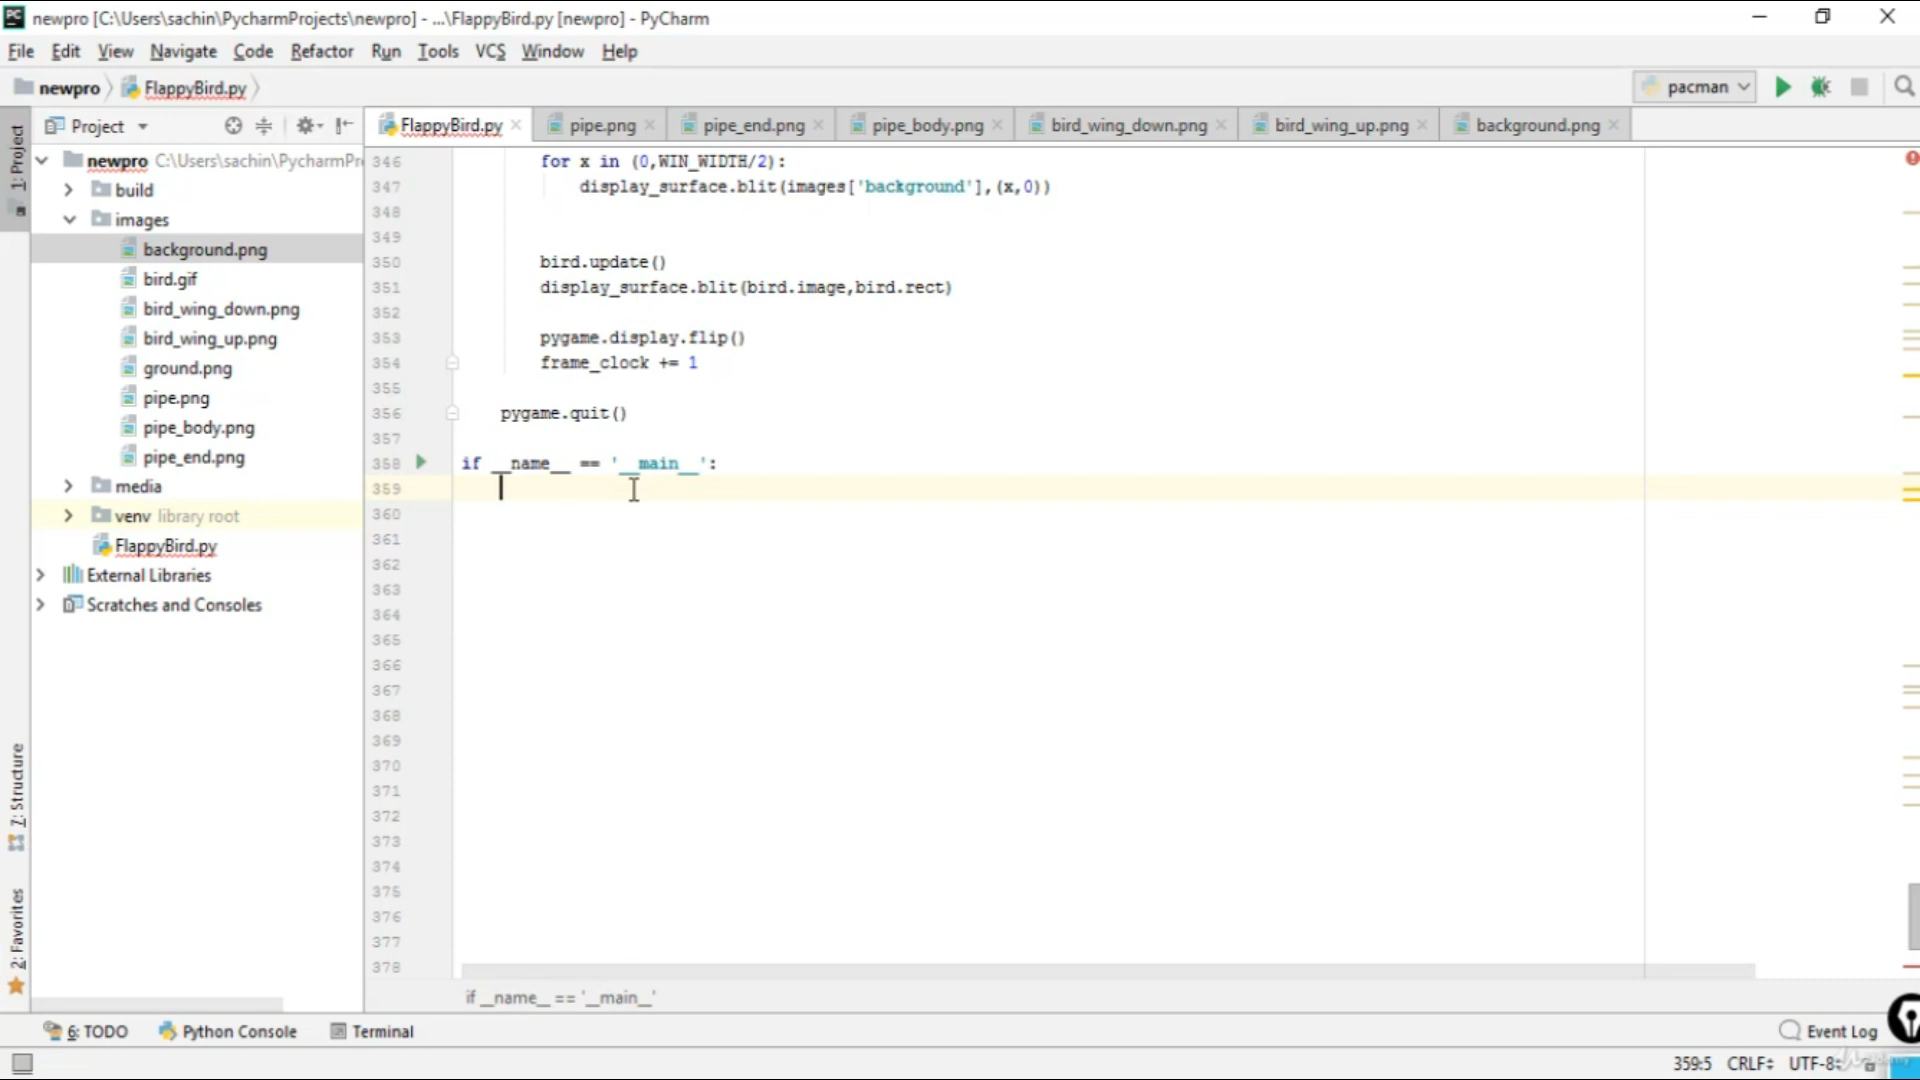 newpro [C:\Users\sachin\PycharmProjects\newpro] - ...\FlappyBird.py [newpro] - PyCharm
File Edit View Navigate Code Refactor Run Tools VCS Window Help
newpro FlappyBird.py pacman
Project FlappyBird.py pipe.png pipe_end.png pipe_body.png bird_wing_down.png bird_wing_up.png background.png
1: Project
7: Structure
2: Favorites
newpro C:\Users\sachin\PycharmPr
build
images
background.png
bird.gif
bird_wing_down.png
bird_wing_up.png
ground.png
pipe.png
pipe_body.png
pipe_end.png
media
venv library root
FlappyBird.py
External Libraries
Scratches and Consoles
346 for x in (0,WIN_WIDTH/2):
347 display_surface.blit(images['background'],(x,0))
348
349
350 bird.update()
351 display_surface.blit(bird.image,bird.rect)
352
353 pygame.display.flip()
354 frame_clock += 1
355
356 pygame.quit()
357
358 if __name__ == '__main__':
359
360
361
362
363
364
365
366
367
368
369
370
371
372
373
374
375
376
377
378
if __name__ == '__main__'
6: TODO Python Console Terminal Event Log
359:5 CRLF UTF-8